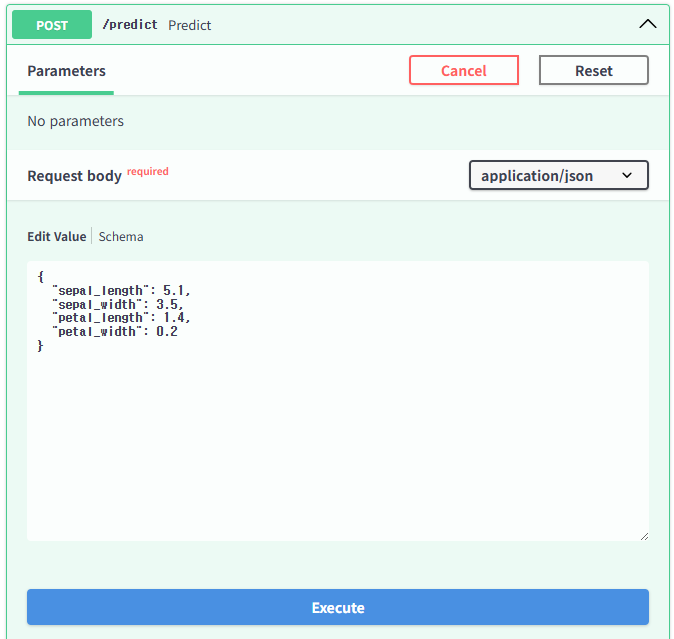 POST /predict Predict
Parameters Cancel Reset
No parameters
Request body required application/json
Edit Value Schema
{
"sepal_length": 5.1,
"sepal_width": 3.5,
"petal_length": 1.4,
"petal_width": 0.2
}
Execute